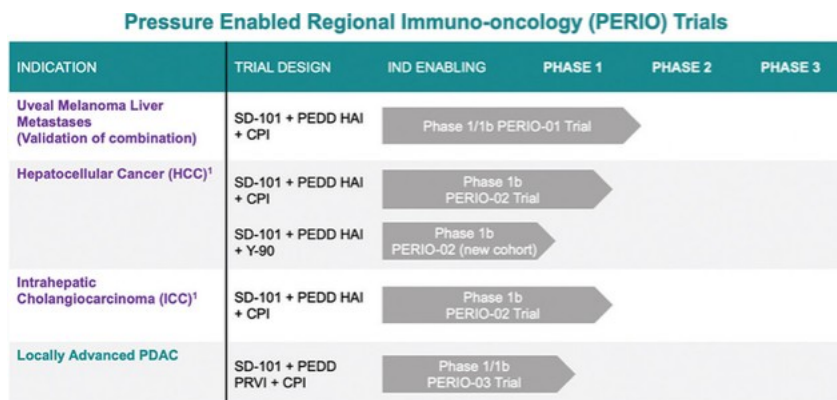 Pressure Enabled Regional Immuno-oncology (PERIO) Trials
INDICATION TRIAL DESIGN IND ENABLING PHASE 1 PHASE 2 PHASE 3
Uveal Melanoma Liver
Metastases
(Validation of combination)
SD-101 + PEDD HAI
+ CPI
Phase 1/1b PERIO-01 Trial
Hepatocellular Cancer (HCC)¹
SD-101 + PEDD HAI
+ CPI
Phase 1b
PERIO-02 Trial
SD-101 + PEDD HAI
+ Y-90
Phase 1b
PERIO-02 (new cohort)
Intrahepatic
Cholangiocarcinoma (ICC)¹
SD-101 + PEDD HAI
+ CPI
Phase 1b
PERIO-02 Trial
Locally Advanced PDAC
SD-101 + PEDD
PRVI + CPI
Phase 1/1b
PERIO-03 Trial